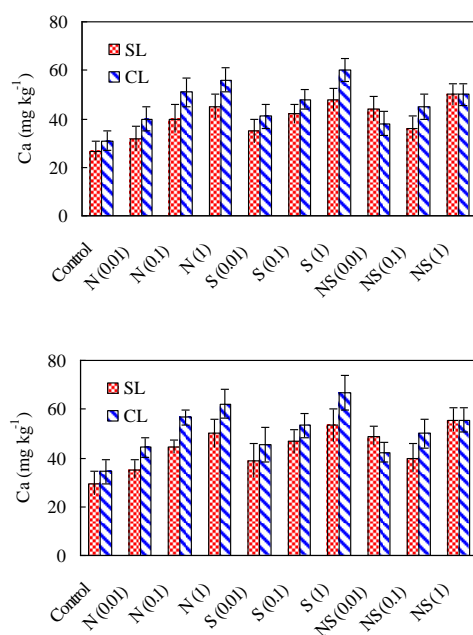 80
60
40
20
0
Ca (mg kg⁻¹)
SL
CL
Control
N (0.01)
N (0.1)
N (1)
S (0.01)
S (0.1)
S (1)
NS (0.01)
NS (0.1)
NS (1)
80
60
40
20
0
Ca (mg kg⁻¹)
SL
CL
Control
N (0.01)
N (0.1)
N (1)
S (0.01)
S (0.1)
S (1)
NS (0.01)
NS (0.1)
NS (1)